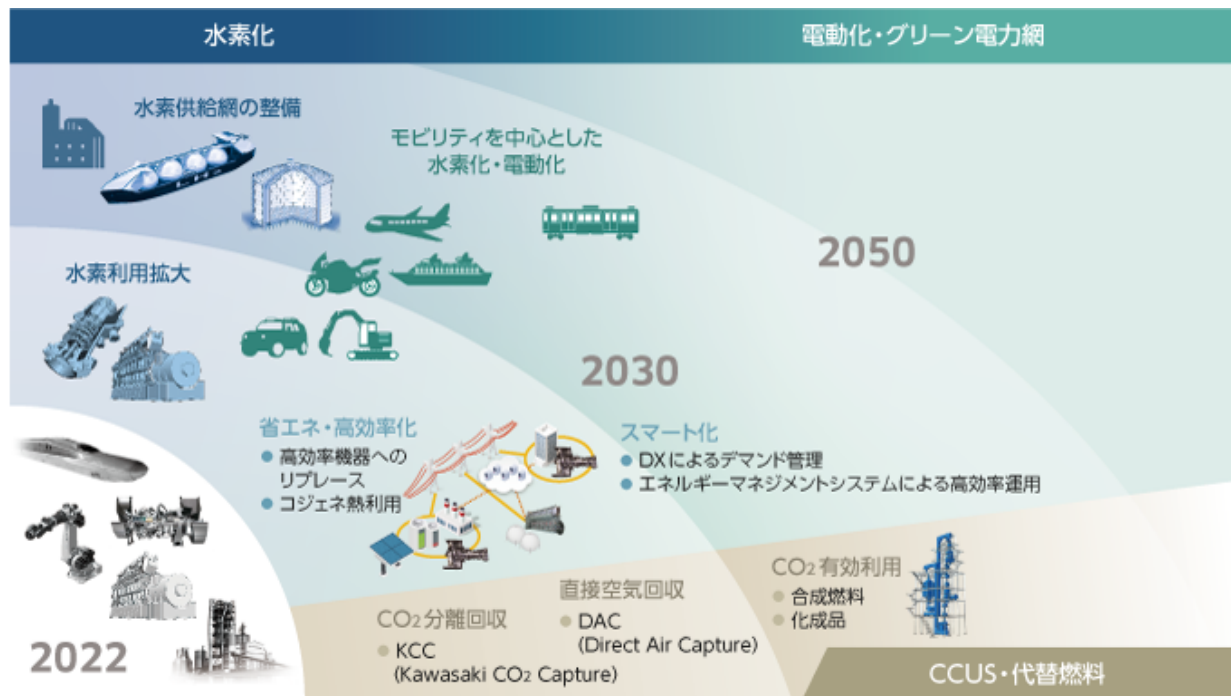 水素化
電動化・グリーン電力網
水素供給網の整備
モビリティを中心とした
水素化・電動化
2050
水素利用拡大
2030
省エネ・高効率化
● 高効率機器への
リプレース
● コジェネ熱利用
スマート化
● DXによるデマンド管理
● エネルギーマネジメントシステムによる高効率運用
CO2分離回収
● KCC
(Kawasaki CO2 Capture)
直接空気回収
● DAC
(Direct Air Capture)
CO2有効利用
● 合成燃料
● 化成品
2022
CCUS・代替燃料